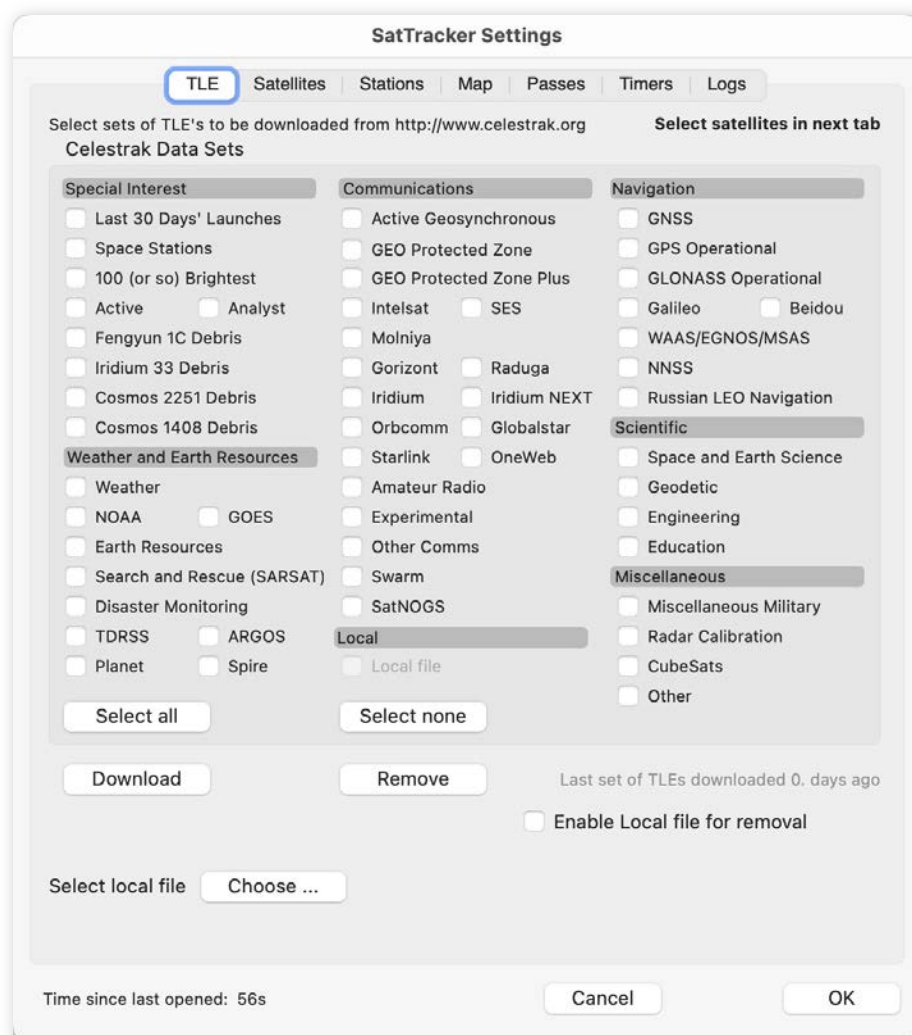 SatTracker Settings
TLE Satellites Stations Map Passes Timers Logs
Select sets of TLE's to be downloaded from http://www.celestrak.org Select satellites in next tab
Celestrak Data Sets
Special Interest
Last 30 Days' Launches
Space Stations
100 (or so) Brightest
Active Analyst
Fengyun 1C Debris
Iridium 33 Debris
Cosmos 2251 Debris
Cosmos 1408 Debris
Weather and Earth Resources
Weather
NOAA GOES
Earth Resources
Search and Rescue (SARSAT)
Disaster Monitoring
TDRSS ARGOS
Planet Spire
Select all
Communications
Active Geosynchronous
GEO Protected Zone
GEO Protected Zone Plus
Intelsat SES
Molniya
Gorizont Raduga
Iridium Iridium NEXT
Orbcomm Globalstar
Starlink OneWeb
Amateur Radio
Experimental
Other Comms
Swarm
SatNOGS
Local
Local file
Select none
Navigation
GNSS
GPS Operational
GLONASS Operational
Galileo Beidou
WAAS/EGNOS/MSAS
NNSS
Russian LEO Navigation
Scientific
Space and Earth Science
Geodetic
Engineering
Education
Miscellaneous
Miscellaneous Military
Radar Calibration
CubeSats
Other
Download Remove Last set of TLEs downloaded 0. days ago
Enable Local file for removal
Select local file Choose ...
Time since last opened: 56s Cancel OK